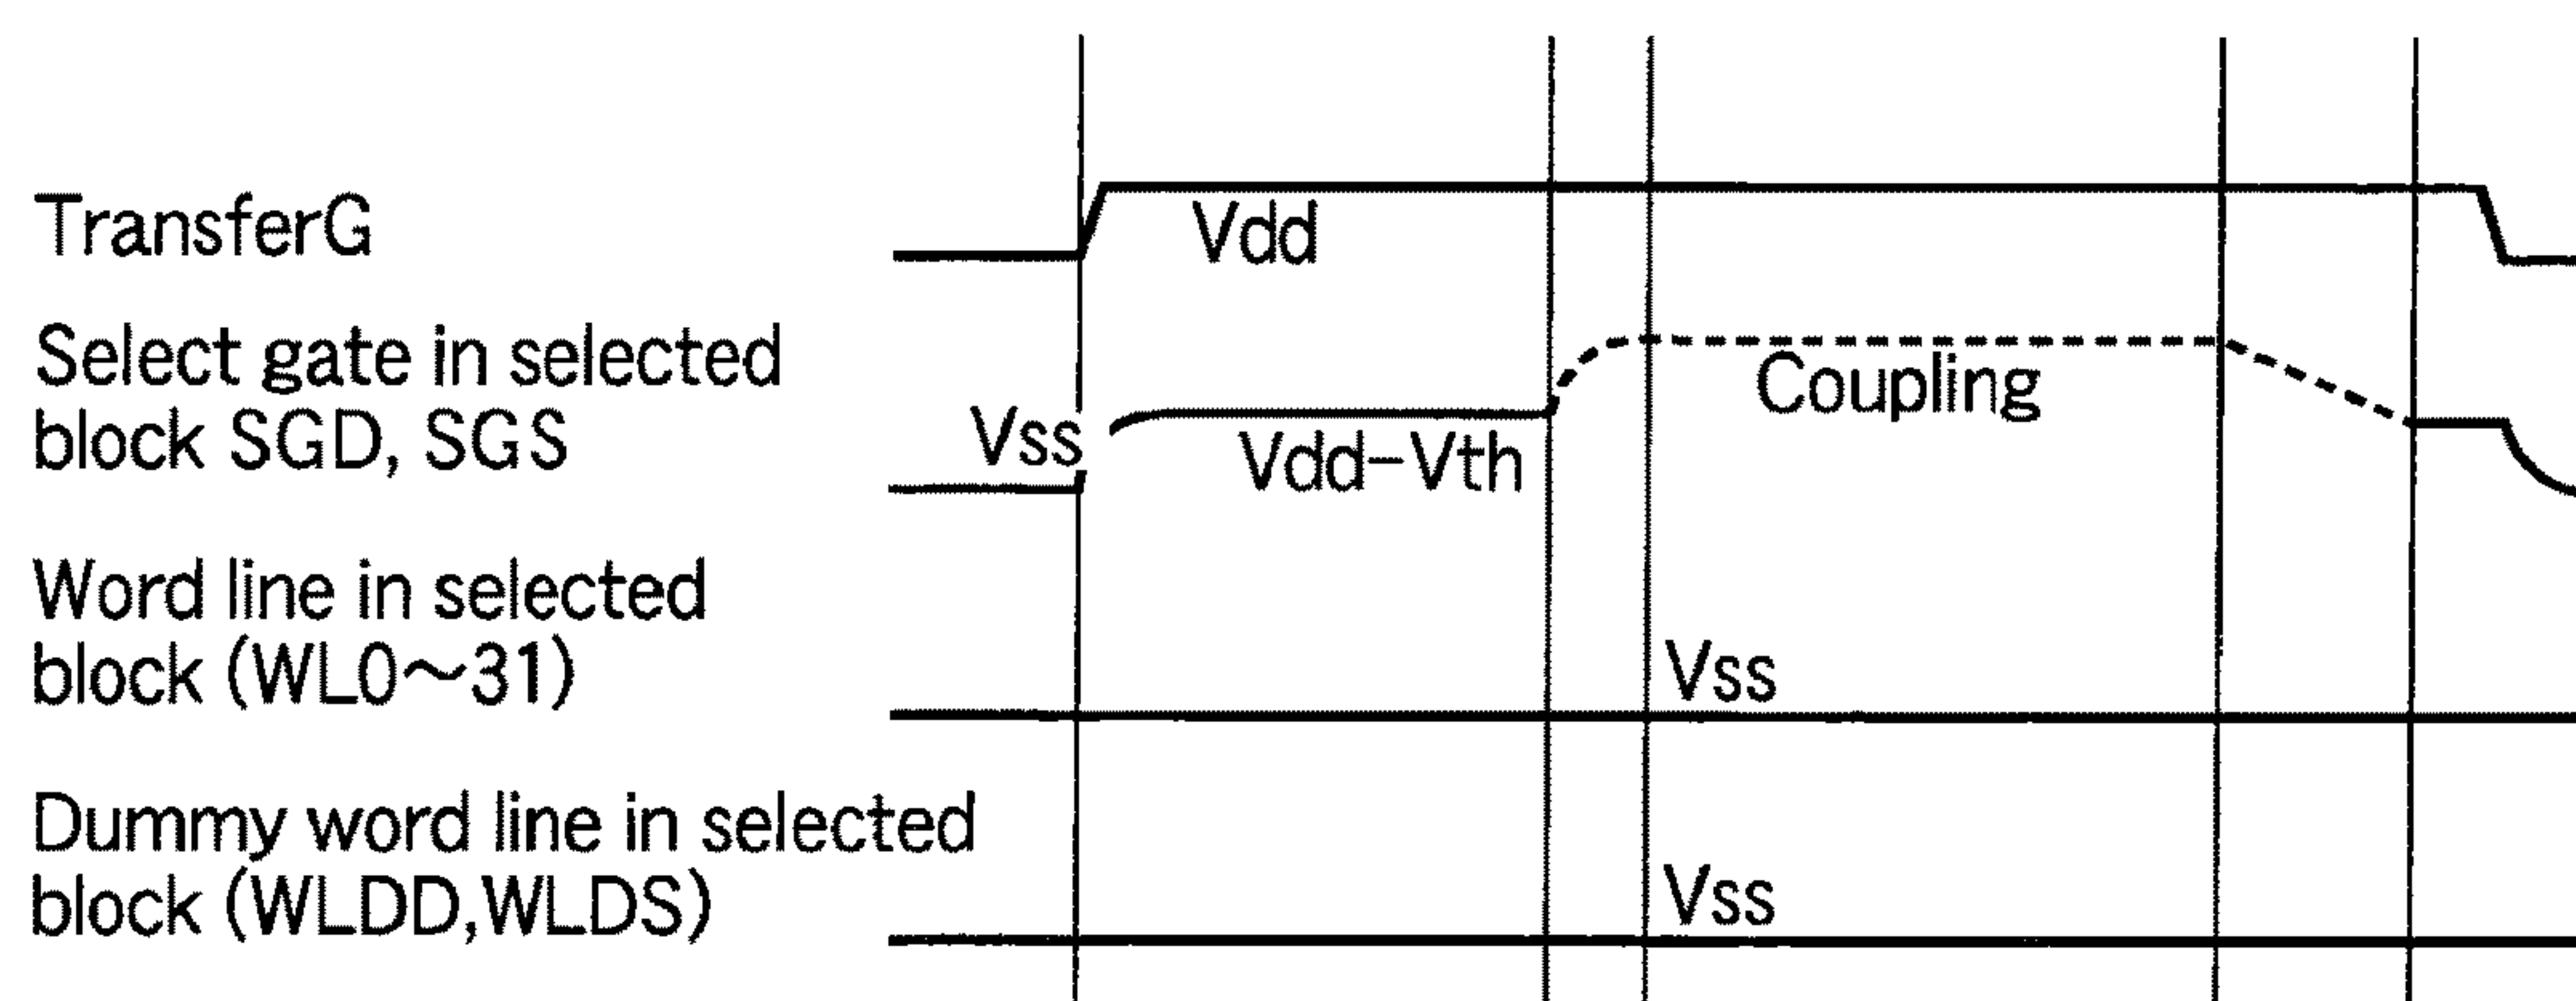 TransferG
Vdd
Select gate in selected
block SGD, SGS
Vss
Vdd-Vth
Coupling
Word line in selected
block (WL0～31)
Vss
Dummy word line in selected
block (WLDD,WLDS)
Vss